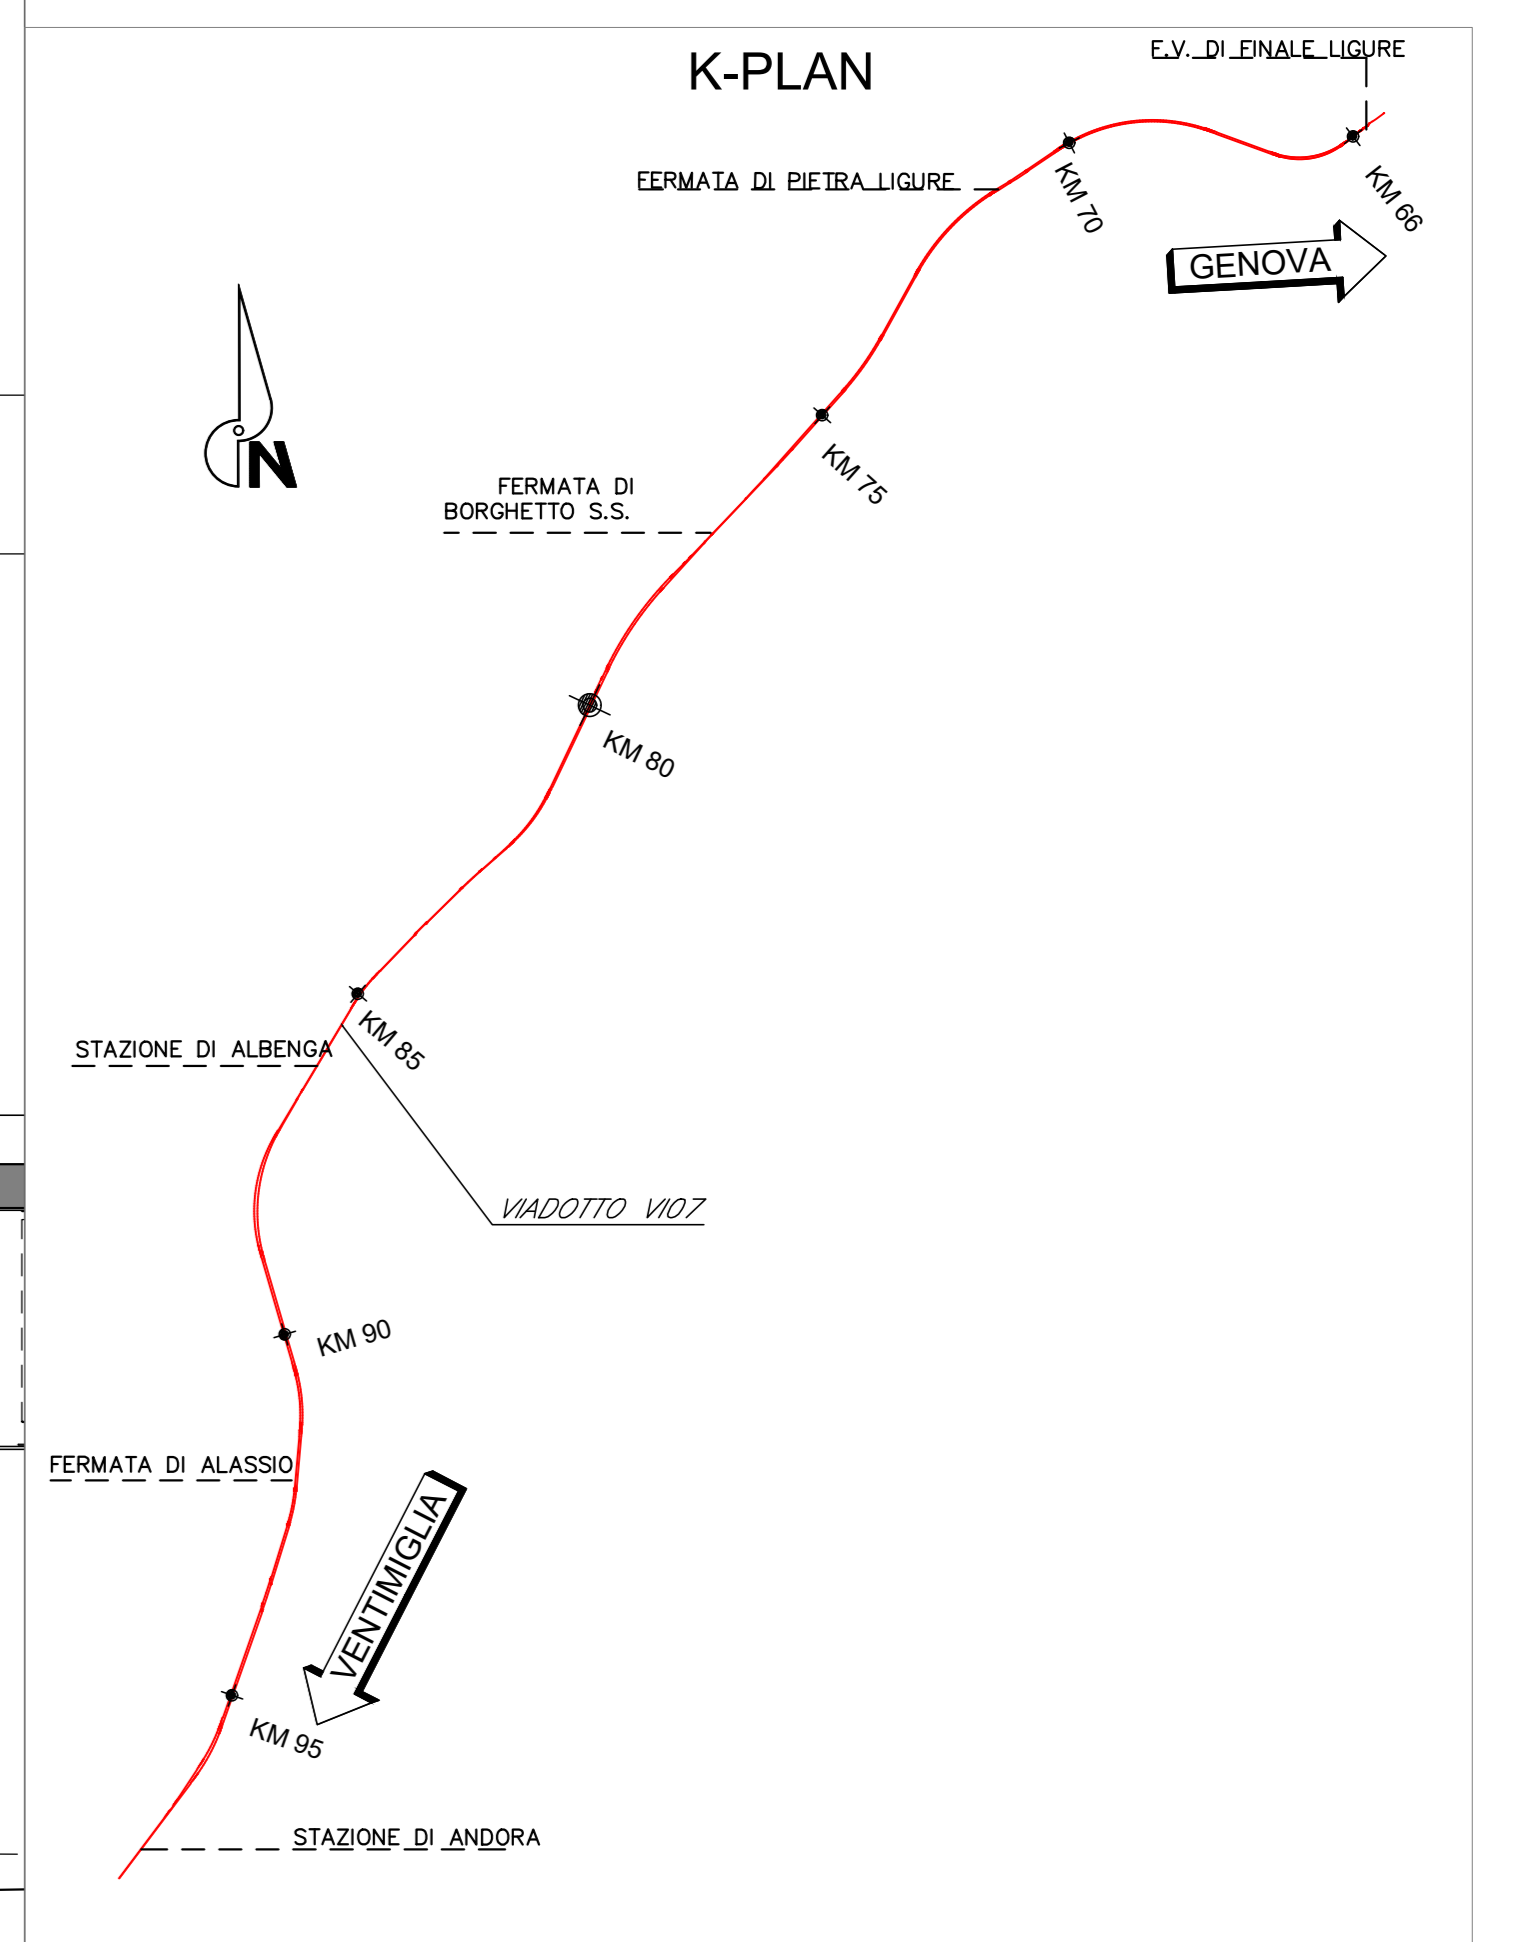 K-PLAN
E.V. DI FINALE LIGURE
FERMATA DI PIETRA LIGURE
KM 70
KM 66
GENOVA
N
KM 75
FERMATA DI
BORGHETTO S.S.
KM 80
KM 85
STAZIONE DI ALBENGA
VIADOTTO VI07
KM 90
FERMATA DI ALASSIO
VENTIMIGLIA
KM 95
STAZIONE DI ANDORA